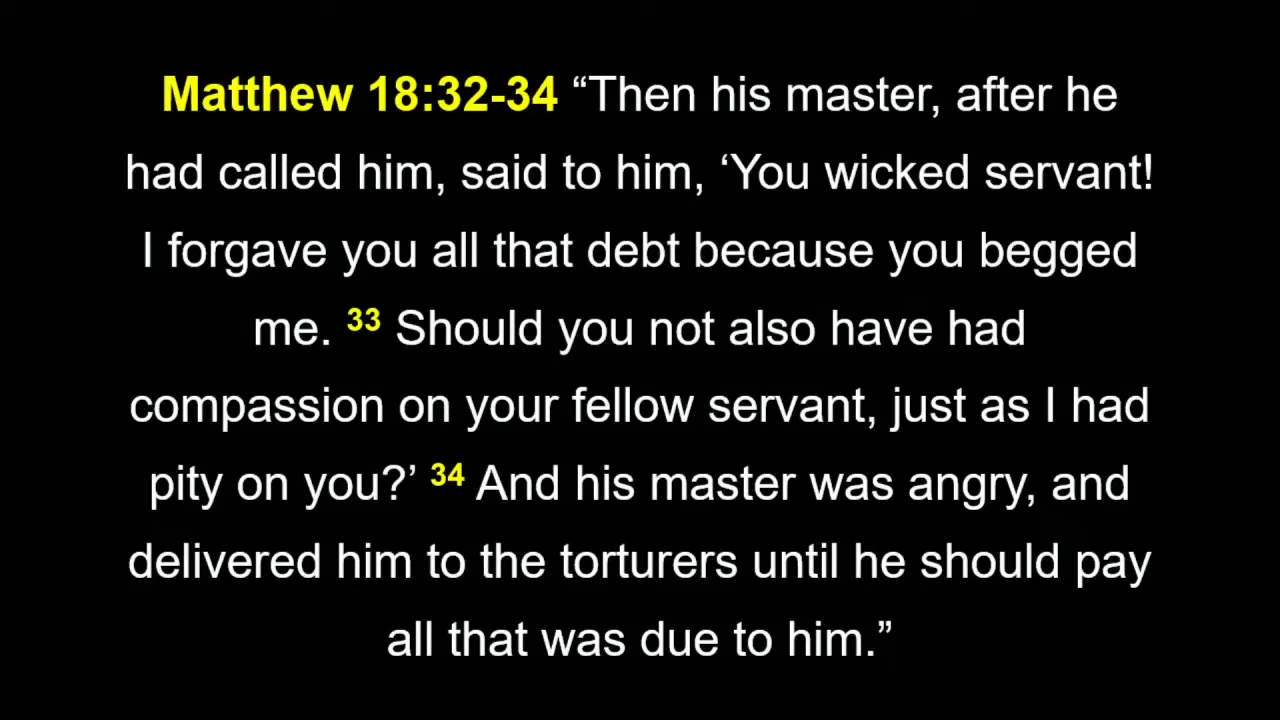 Matthew 18:32-34 “Then his master, after he
had called him, said to him, ‘You wicked servant!
I forgave you all that debt because you begged
me. 33 Should you not also have had
compassion on your fellow servant, just as I had
pity on you?’ 34 And his master was angry, and
delivered him to the torturers until he should pay
all that was due to him.”